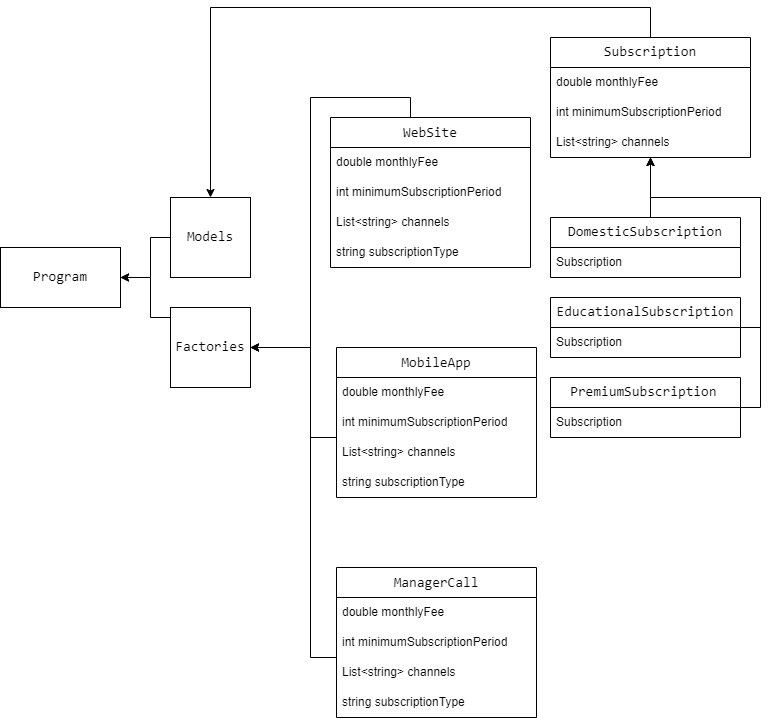 Subscription
double monthlyFee
int minimumSubscriptionPeriod
List<string> channels
WebSite
double monthlyFee
int minimumSubscriptionPeriod
List<string> channels
string subscriptionType
Models
Program
Factories
DomesticSubscription
Subscription
EducationalSubscription
Subscription
PremiumSubscription
Subscription
MobileApp
double monthlyFee
int minimumSubscriptionPeriod
List<string> channels
string subscriptionType
ManagerCall
double monthlyFee
int minimumSubscriptionPeriod
List<string> channels
string subscriptionType